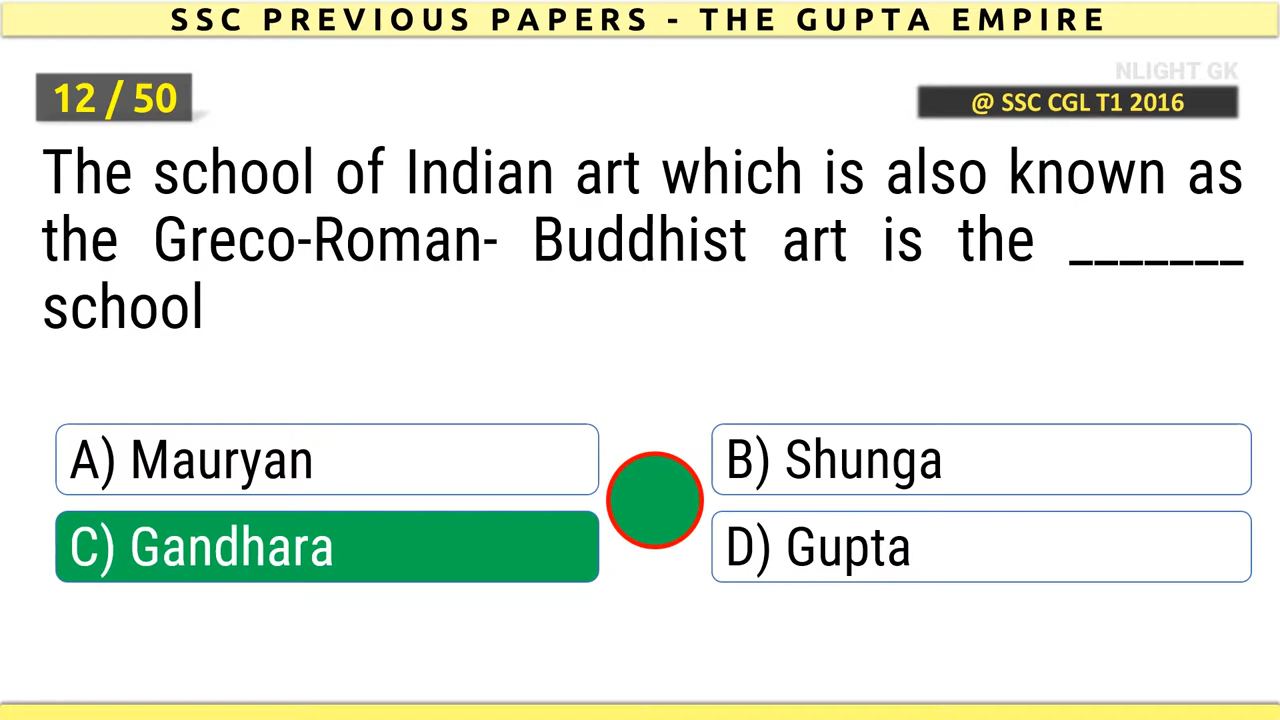 SSC PREVIOUS PAPERS - THE GUPTA EMPIRE
NLIGHT GK
12 / 50
@ SSC CGL T1 2016
The school of Indian art which is also known as
the Greco-Roman- Buddhist art is the _______
school
A) Mauryan
B) Shunga
C) Gandhara
D) Gupta